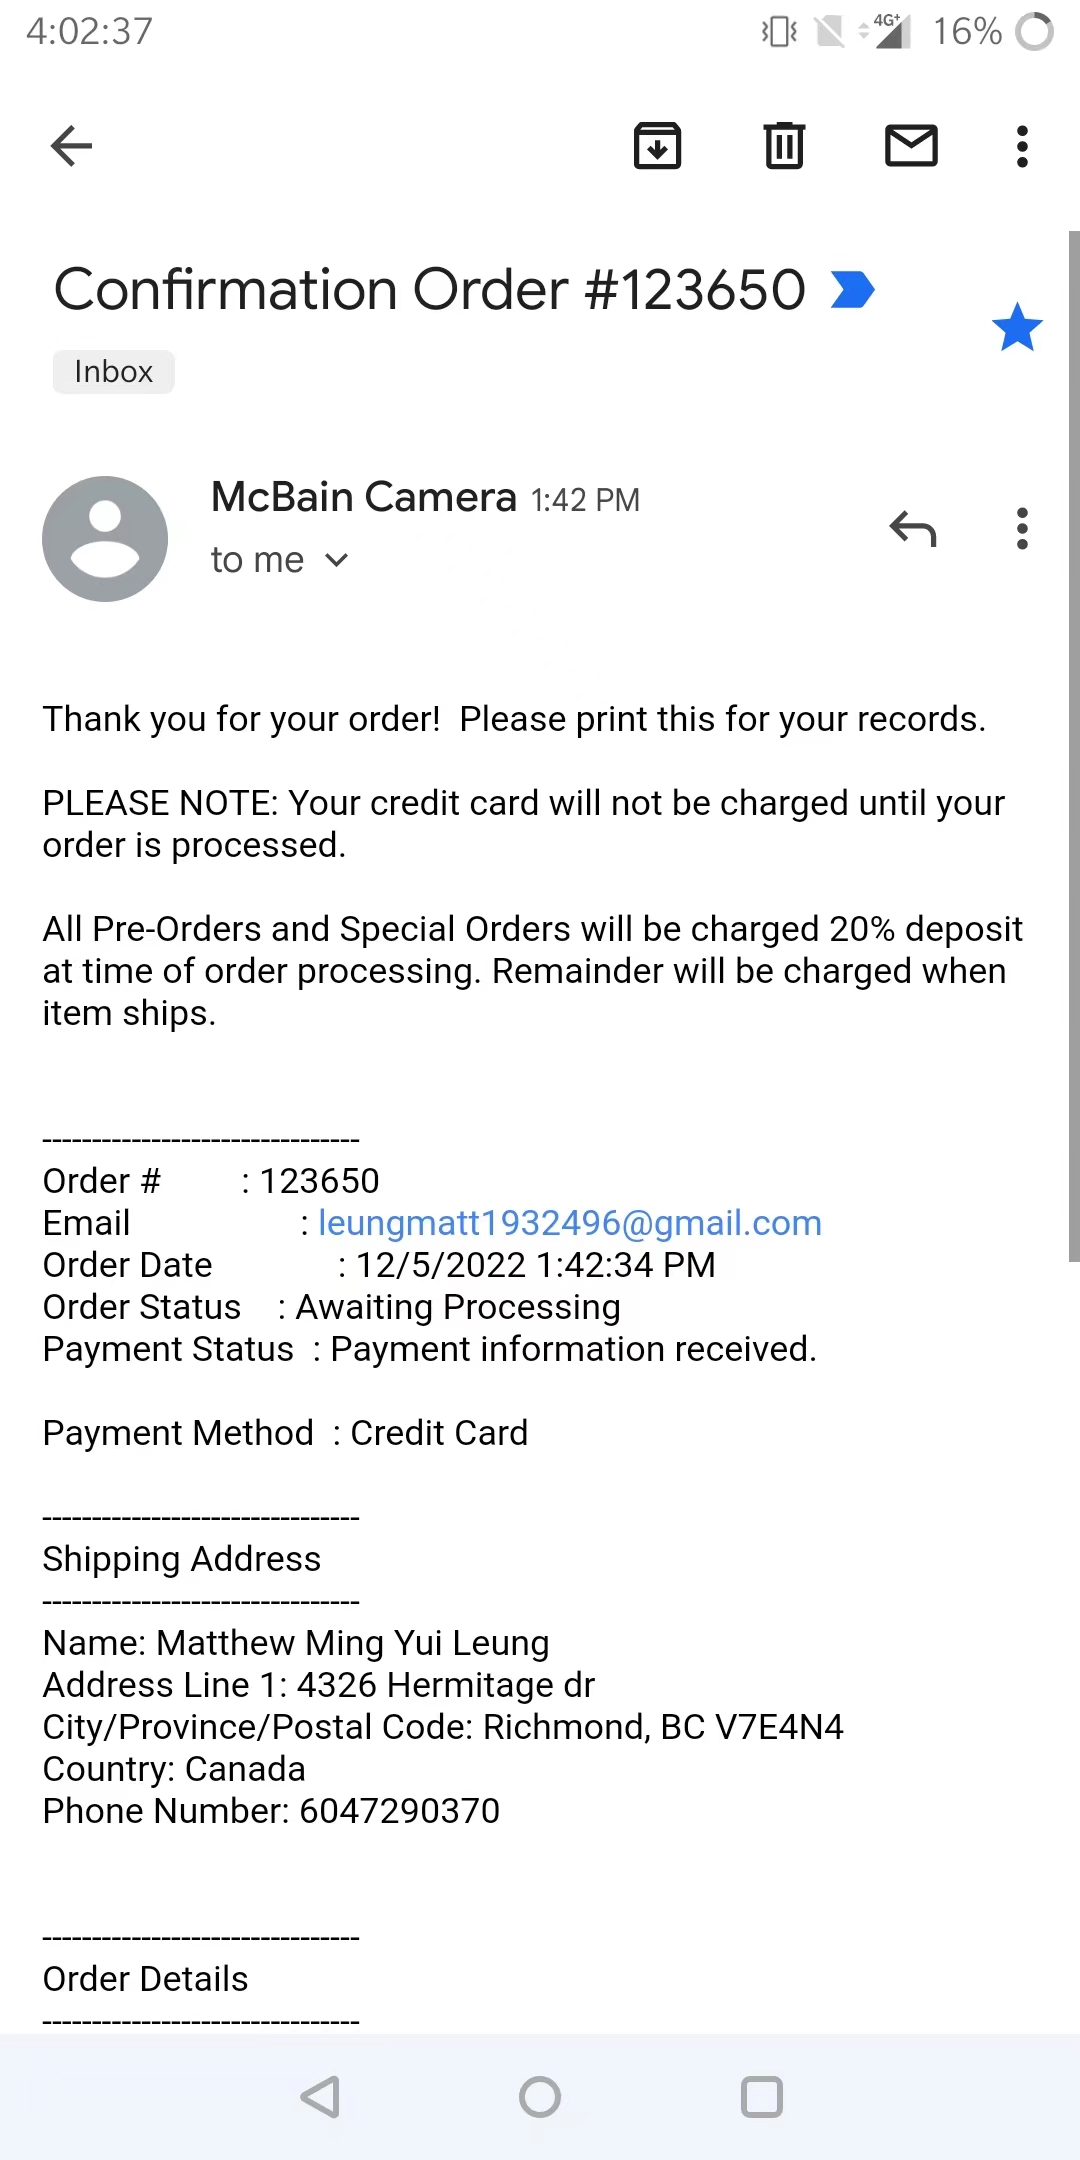 4:02:37
4G+
16%
Confirmation Order #123650
Inbox
McBain Camera 1:42 PM
to me
Thank you for your order!  Please print this for your records.
PLEASE NOTE: Your credit card will not be charged until your
order is processed.
All Pre-Orders and Special Orders will be charged 20% deposit
at time of order processing. Remainder will be charged when
item ships.
--------------------------------
Order # : 123650
Email : leungmatt1932496@gmail.com
Order Date : 12/5/2022 1:42:34 PM
Order Status : Awaiting Processing
Payment Status : Payment information received.
Payment Method : Credit Card
--------------------------------
Shipping Address
--------------------------------
Name: Matthew Ming Yui Leung
Address Line 1: 4326 Hermitage dr
City/Province/Postal Code: Richmond, BC V7E4N4
Country: Canada
Phone Number: 6047290370
--------------------------------
Order Details
--------------------------------